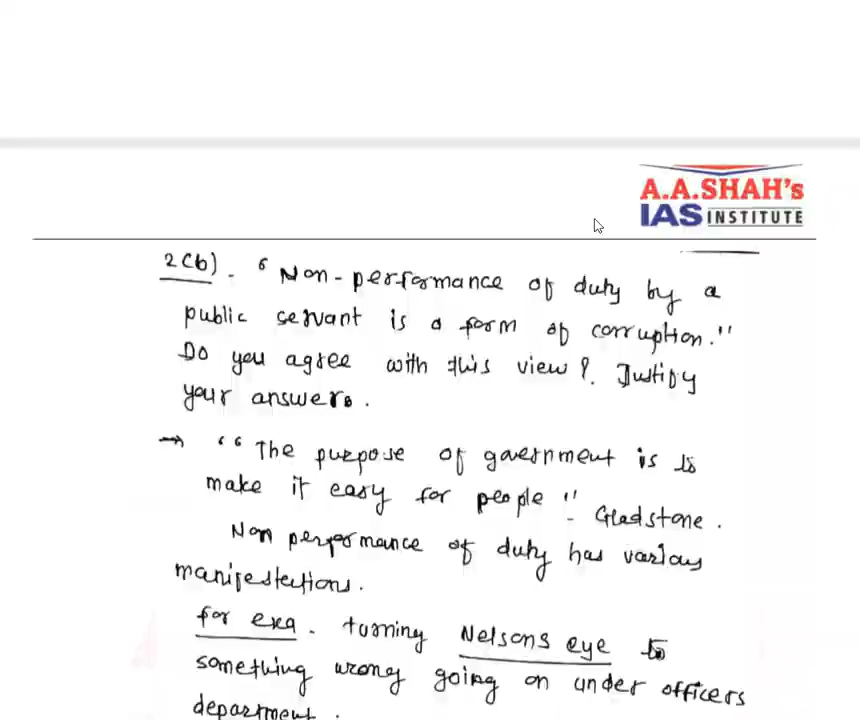 A.A.SHAH's
IAS INSTITUTE
2(b). “Non-performance of duty by a
public servant is a form of corruption.”
Do you agree with this view?. Justify
your answers.
→ “The purpose of government is to
make it easy for people” - Gladstone.
Non performance of duty has various
manifestections.
for exa. turning Nelsons eye to
something wrong going on under officers
department.